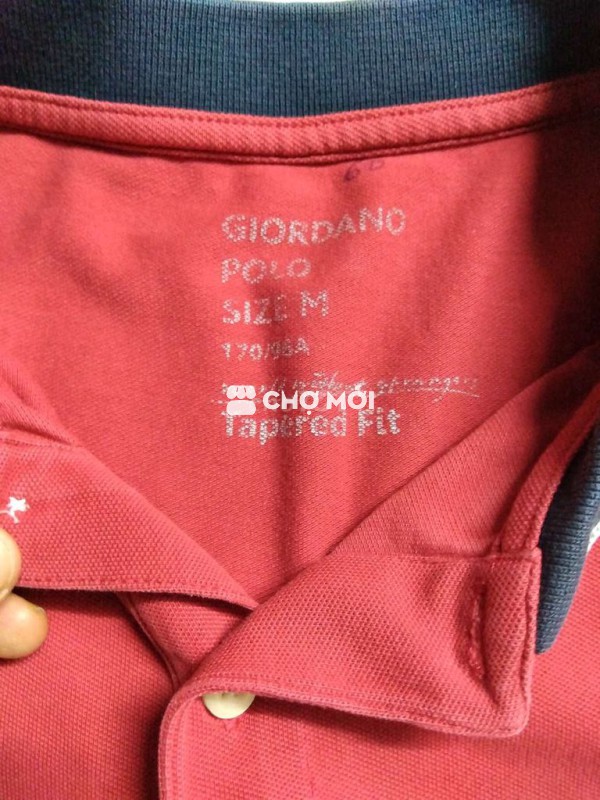 GIORDANO
POLO
SIZE M
170/96A
CHỢ MỚI
Tapered Fit